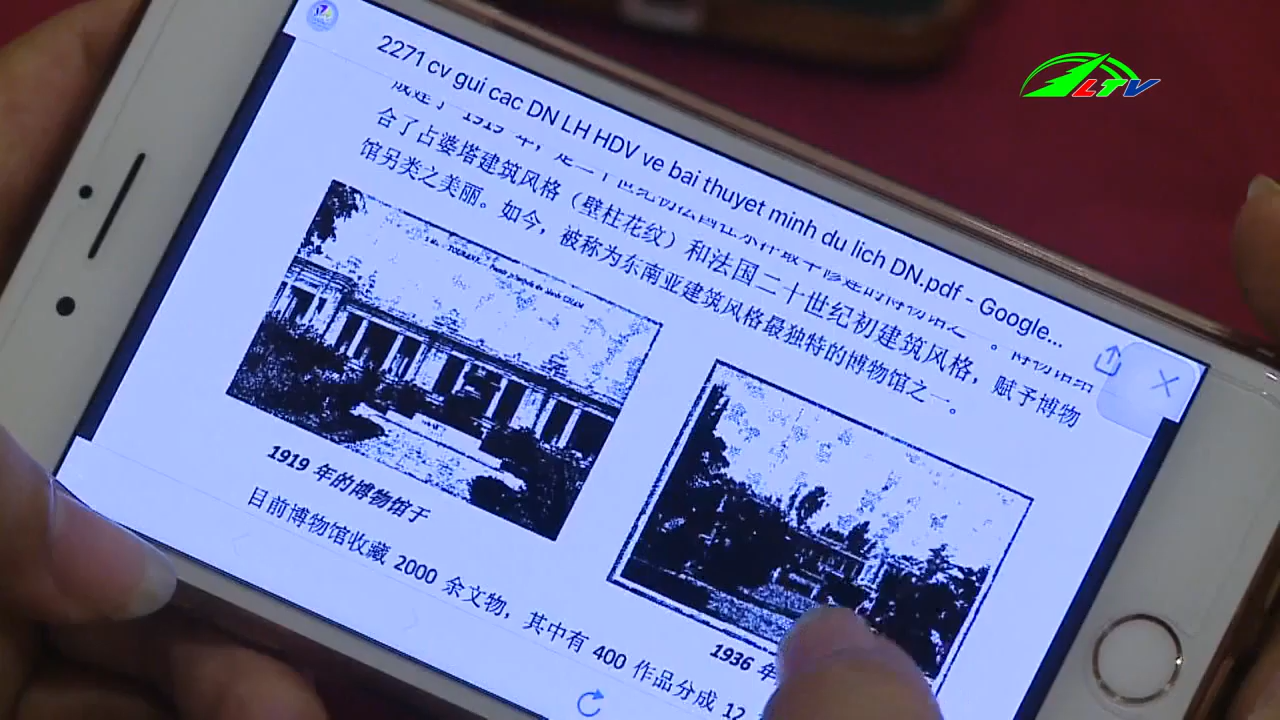 LTV
2271 cv gui cac DN LH HDV ve bai thuyet minh du lich DN.pdf - Google...
合了占婆塔建筑风格（壁柱花纹）和法国二十世纪初建筑风格，赋予博物
馆另类之美丽。如今，被称为东南亚建筑风格最独特的博物馆之一。
1919 年的博物馆于
1936 年
目前博物馆收藏 2000 余文物，其中有 400 作品分成 12